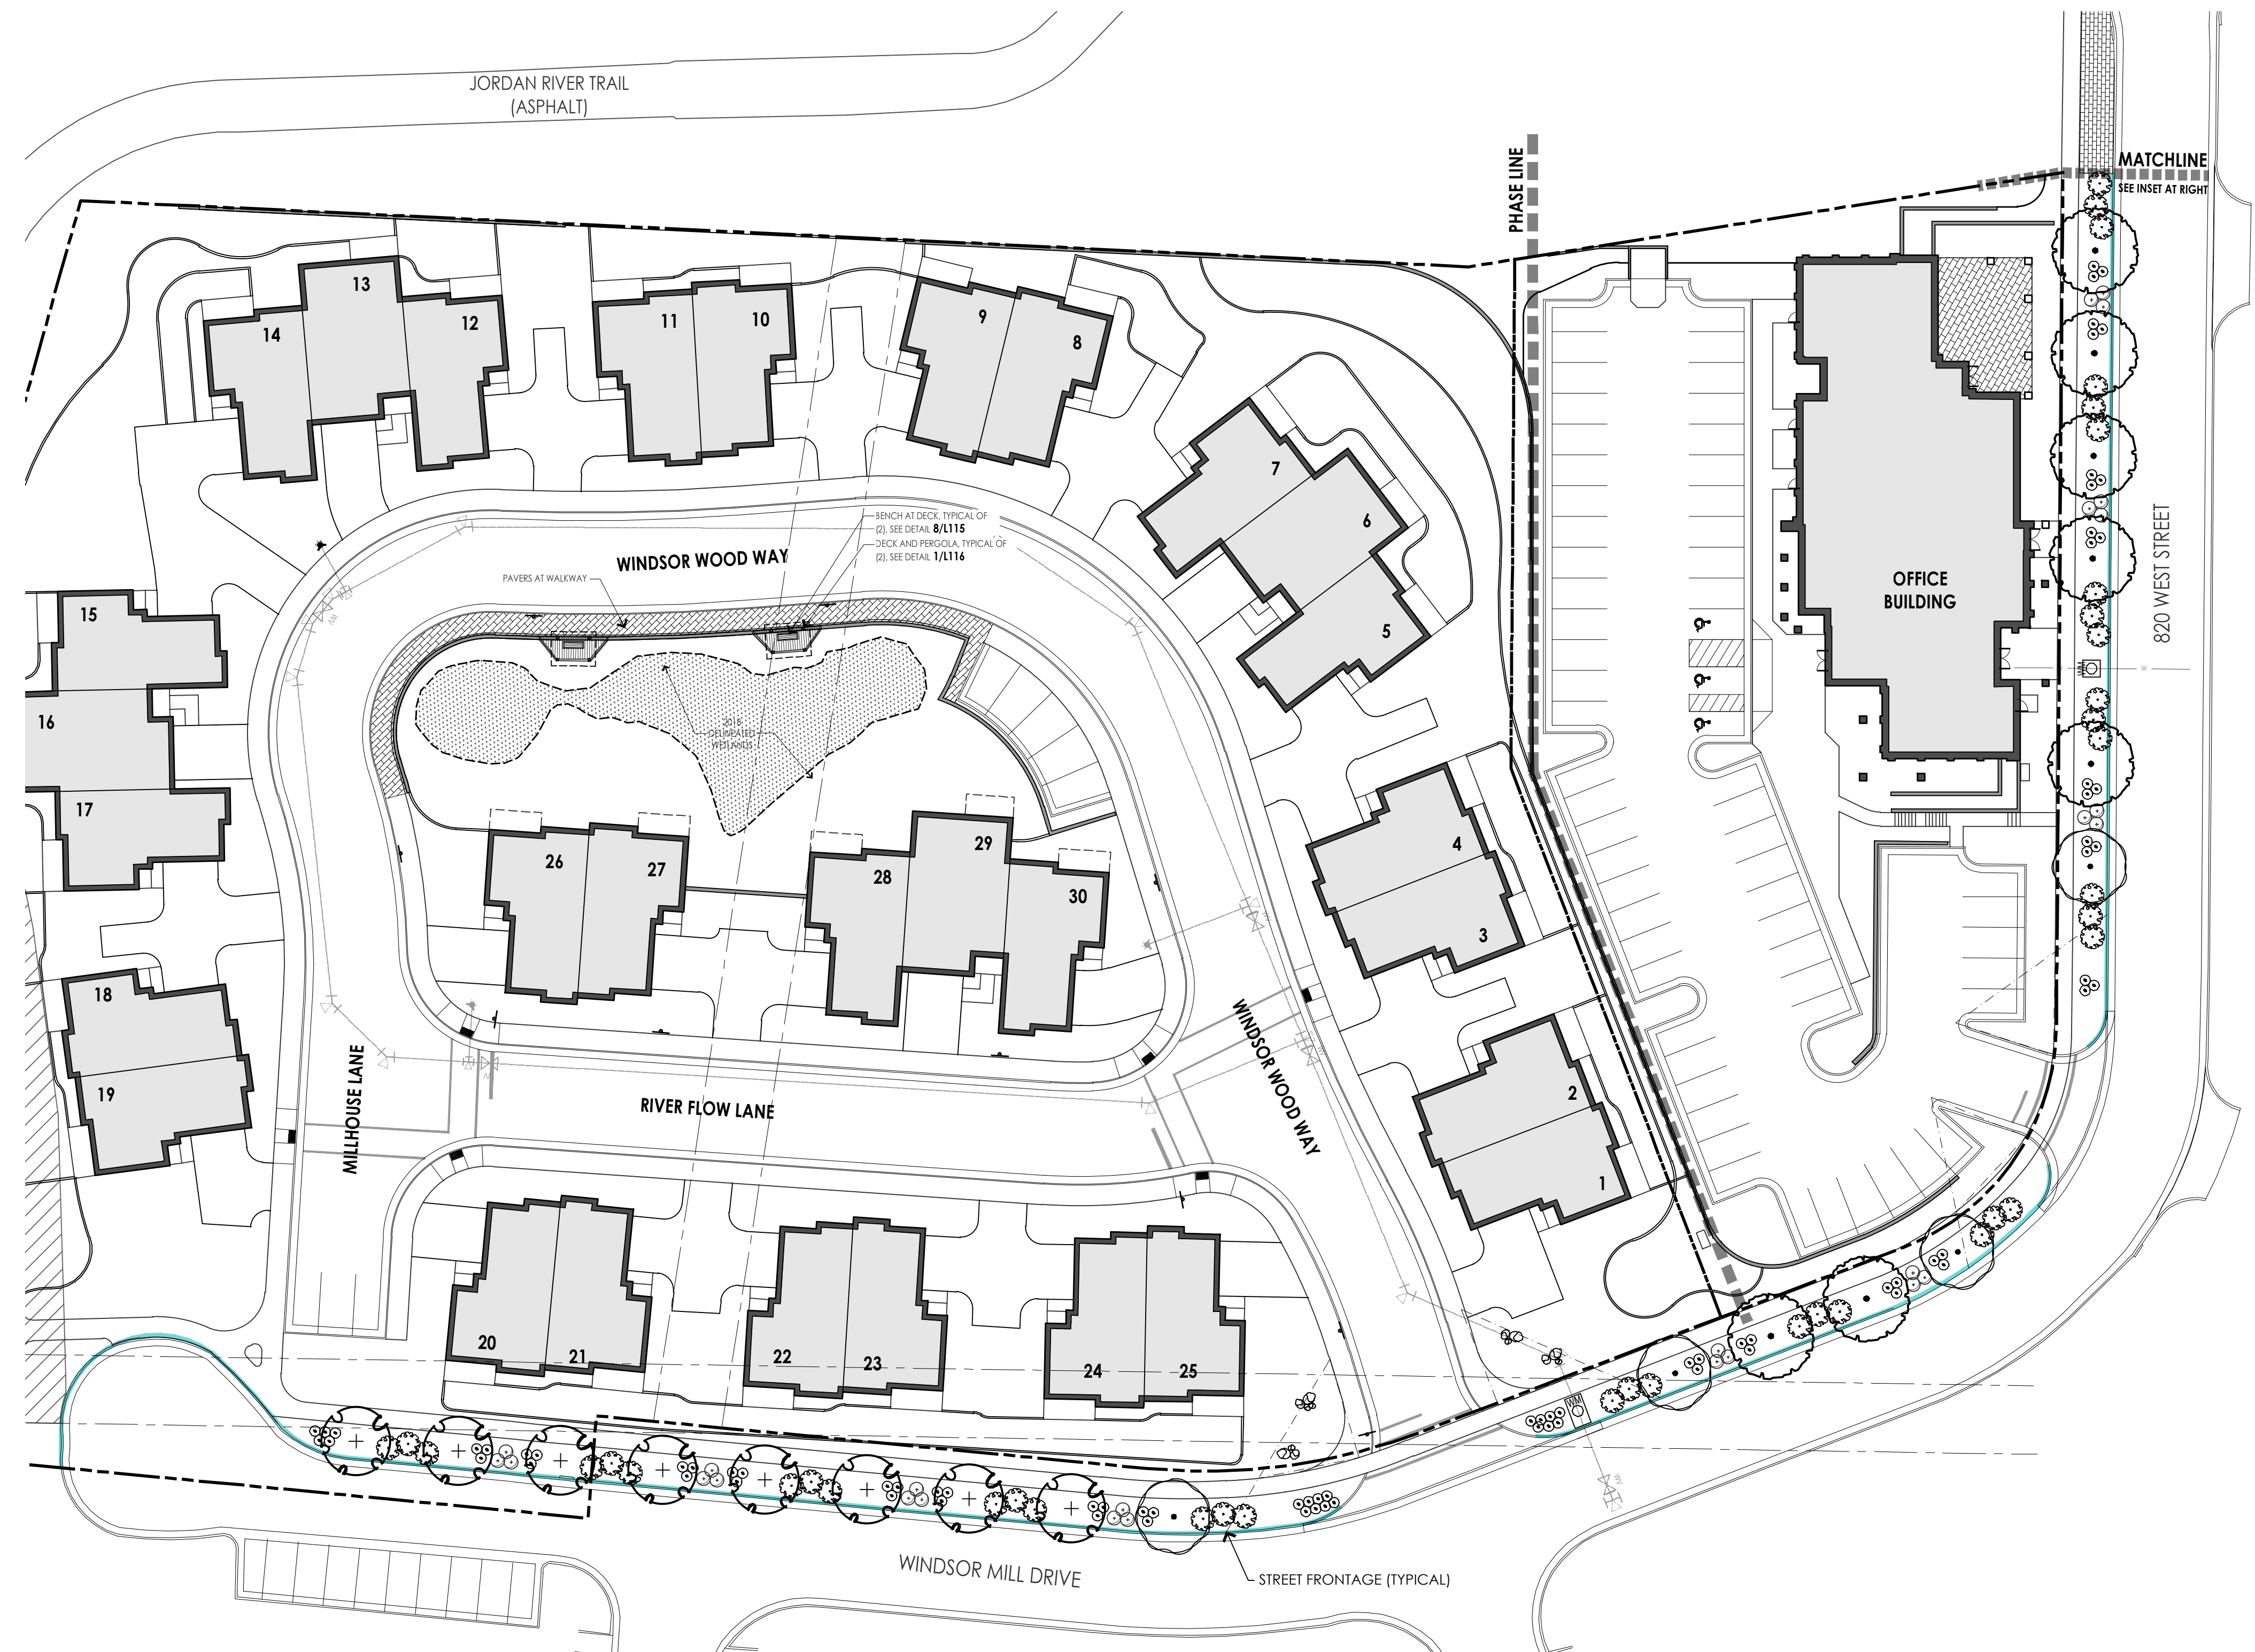 JORDAN RIVER TRAIL
(ASPHALT)
PHASE LINE
MATCHLINE
SEE INSET AT RIGHT
13
14
12
11
10
9
8
7
6
5
BENCH AT DECK, TYPICAL OF
(2), SEE DETAIL 8/L115
DECK AND PERGOLA, TYPICAL OF
(2), SEE DETAIL 1/L116
WINDSOR WOOD WAY
PAVERS AT WALKWAY
OFFICE
BUILDING
820 WEST STREET
15
16
17
2018
DELINEATED
WETLANDS
W
26
27
28
29
30
4
3
18
19
MILLHOUSE LANE
RIVER FLOW LANE
WINDSOR WOOD WAY
2
1
20
21
22
23
24
25
WM
WINDSOR MILL DRIVE
STREET FRONTAGE (TYPICAL)